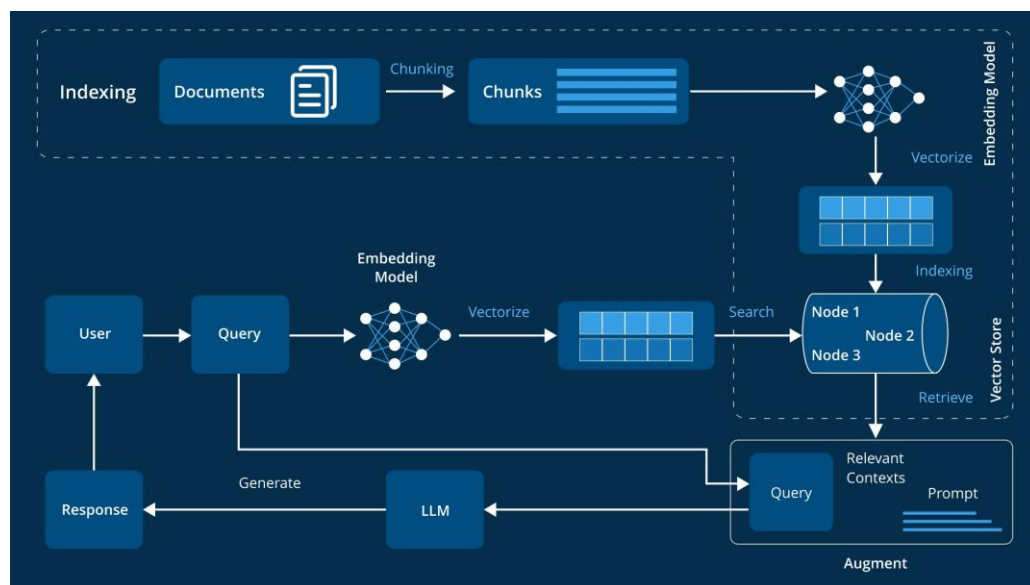 Indexing
Documents
Chunking
Chunks
Embedding Model
Vectorize
Indexing
Vector Store
Embedding
Model
User
Query
Vectorize
Search
Node 1
Node 2
Node 3
Retrieve
Response
Generate
LLM
Query
Relevant
Contexts
Prompt
Augment